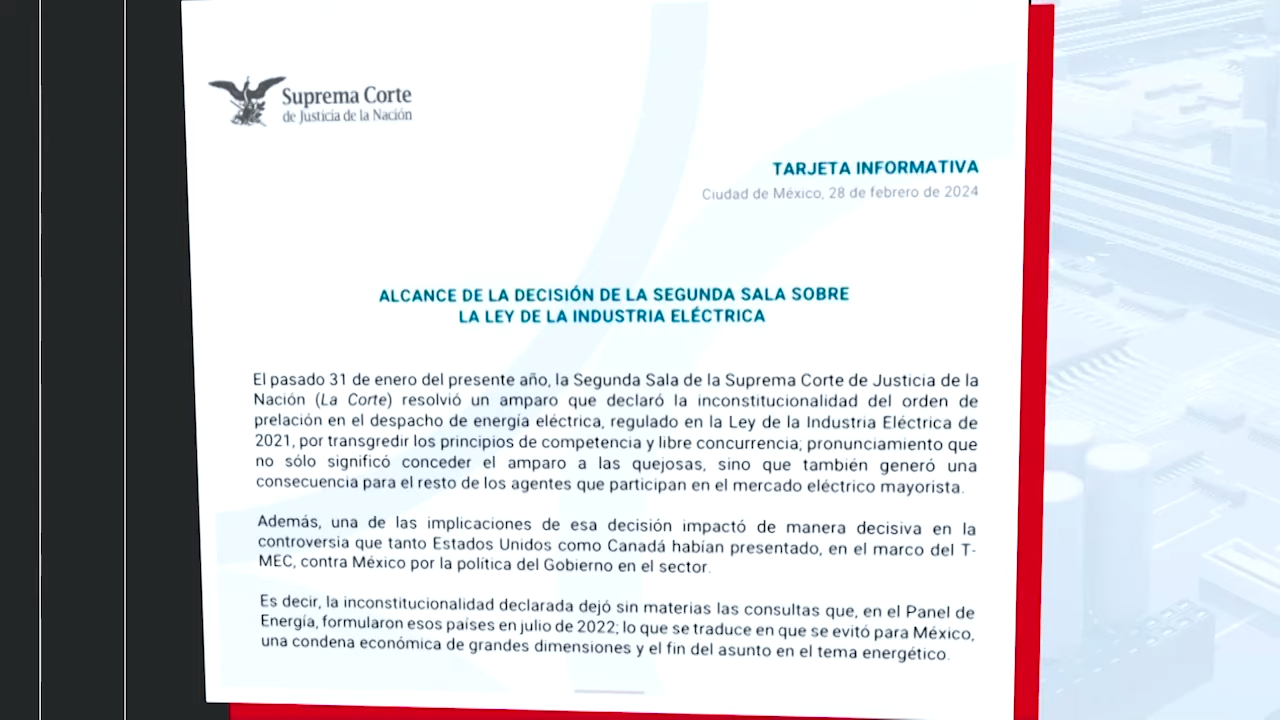 Suprema Corte
de Justicia de la Nación
TARJETA INFORMATIVA
Ciudad de México, 28 de febrero de 2024
ALCANCE DE LA DECISIÓN DE LA SEGUNDA SALA SOBRE
LA LEY DE LA INDUSTRIA ELÉCTRICA
El pasado 31 de enero del presente año, la Segunda Sala de la Suprema Corte de Justicia de la
Nación (La Corte) resolvió un amparo que declaró la inconstitucionalidad del orden de
prelación en el despacho de energía eléctrica, regulado en la Ley de la Industria Eléctrica de
2021, por transgredir los principios de competencia y libre concurrencia; pronunciamiento que
no sólo significó conceder el amparo a las quejosas, sino que también generó una
consecuencia para el resto de los agentes que participan en el mercado eléctrico mayorista.
Además, una de las implicaciones de esa decisión impactó de manera decisiva en la
controversia que tanto Estados Unidos como Canadá habían presentado, en el marco del T-
MEC, contra México por la política del Gobierno en el sector.
Es decir, la inconstitucionalidad declarada dejó sin materias las consultas que, en el Panel de
Energía, formularon esos países en julio de 2022; lo que se traduce en que se evitó para México,
una condena económica de grandes dimensiones y el fin del asunto en el tema energético.